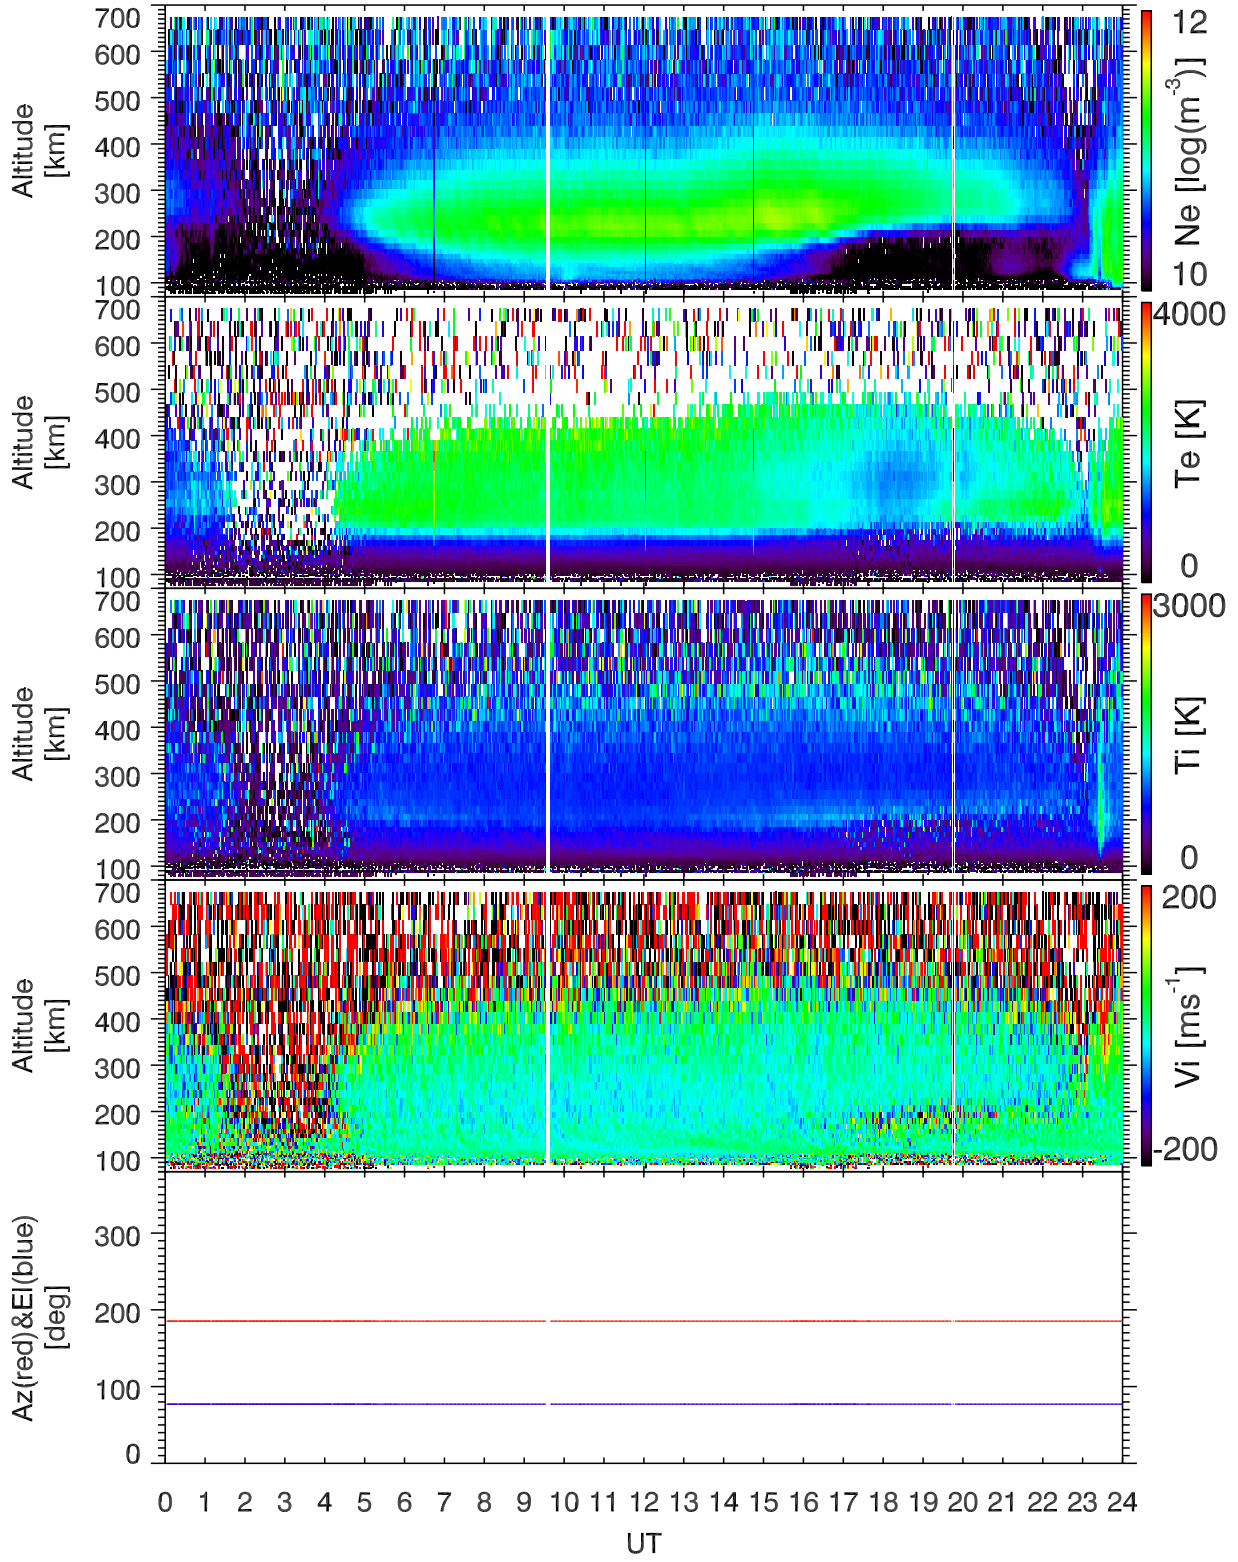 700
600
500
400
300
200
100
Altitude
[km]
12
10
Ne [log(m⁻³)]
700
600
500
400
300
200
100
Altitude
[km]
4000
0
Te [K]
700
600
500
400
300
200
100
Altitude
[km]
3000
0
Ti [K]
700
600
500
400
300
200
100
Altitude
[km]
200
-200
Vi [ms⁻¹]
300
200
100
0
Az(red)&El(blue)
[deg]
0 1 2 3 4 5 6 7 8 9 10 11 12 13 14 15 16 17 18 19 20 21 22 23 24
UT